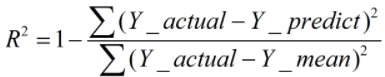 R² = 1 - ∑(Y_actual - Y_predict)² / ∑(Y_actual - Y_mean)²